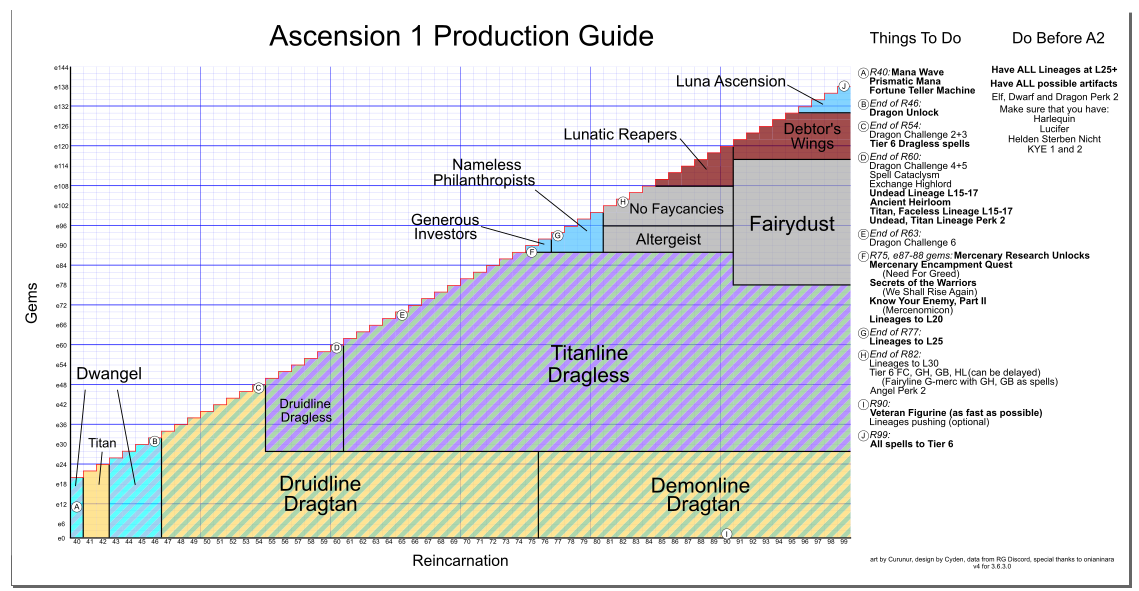 Ascension 1 Production Guide
Things To Do
Do Before A2
Gems
e144
e138
e132
e126
e120
e114
e108
e102
e96
e90
e84
e78
e72
e66
e60
e54
e48
e42
e36
e30
e24
e18
e12
e6
e0
Luna Ascension
J
Lunatic Reapers
Debtor's
Wings
Nameless
Philanthropists
H
No Faycancies
Generous
Investors
G
F
Altergeist
Fairydust
E
D
Titanline
Dragless
C
Dwangel
Druidline
Dragless
Titan
B
A
Druidline
Dragtan
Demonline
Dragtan
I
40 41 42 43 44 45 46 47 48 49 50 51 52 53 54 55 56 57 58 59 60 61 62 63 64 65 66 67 68 69 70 71 72 73 74 75 76 77 78 79 80 81 82 83 84 85 86 87 88 89 90 91 92 93 94 95 96 97 98 99
Reincarnation
A R40: Mana Wave
Prismatic Mana
Fortune Teller Machine
B End of R46:
Dragon Unlock
C End of R54:
Dragon Challenge 2+3
Tier 6 Dragless spells
D End of R60:
Dragon Challenge 4+5
Spell Cataclysm
Exchange Highlord
Undead Lineage L15-17
Ancient Heirloom
Titan, Faceless Lineage L15-17
Undead, Titan Lineage Perk 2
E End of R63:
Dragon Challenge 6
F R75, e87-88 gems: Mercenary Research Unlocks
Mercenary Encampment Quest
(Need For Greed)
Secrets of the Warriors
(We Shall Rise Again)
Know Your Enemy, Part II
(Mercenomicon)
Lineages to L20
G End of R77:
Lineages to L25
H End of R82:
Lineages to L30
Tier 6 FC, GH, GB, HL (can be delayed)
(Fairyline G-merc with GH, GB as spells)
Angel Perk 2
I R90:
Veteran Figurine (as fast as possible)
Lineages pushing (optional)
J R99:
All spells to Tier 6
Have ALL Lineages at L25+
Have ALL possible artifacts
Elf, Dwarf and Dragon Perk 2
Make sure that you have:
Harlequin
Lucifer
Helden Sterben Nicht
KYE 1 and 2
art by Curunur, design by Cyden, data from RG Discord, special thanks to onianinara
v4 for 3.6.3.0